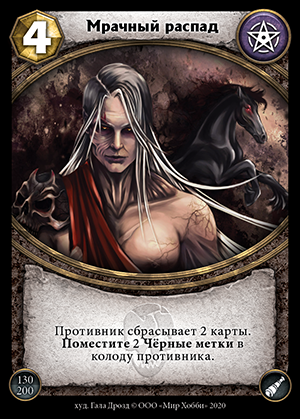 4
Мрачный распад
Противник сбрасывает 2 карты.
Поместите 2 Чёрные метки в
колоду противника.
130
200
худ. Гала Дрозд © ООО «Мир Хобби» 2020